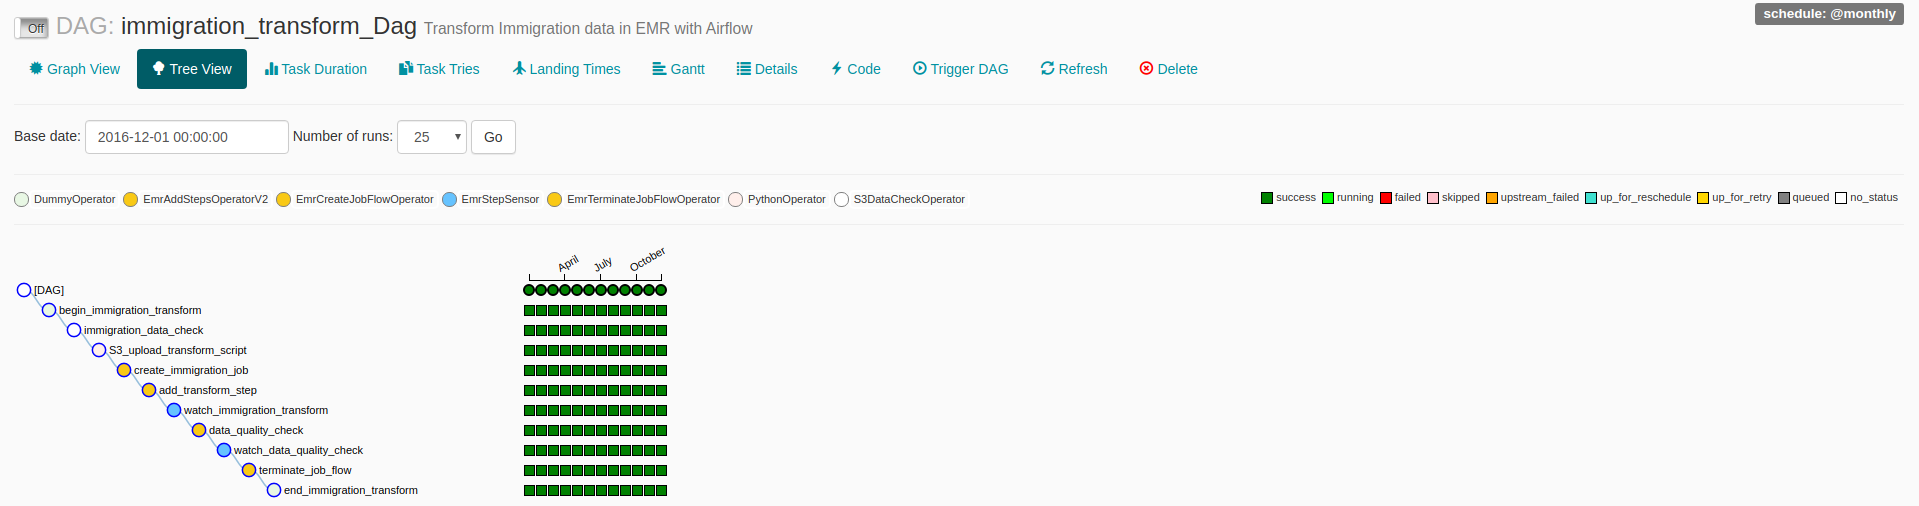 Off DAG: immigration_transform_Dag Transform Immigration data in EMR with Airflow schedule: @monthly
Graph View Tree View Task Duration Task Tries Landing Times Gantt Details Code Trigger DAG Refresh Delete
Base date: 2016-12-01 00:00:00 Number of runs: 25 Go
DummyOperator EmrAddStepsOperatorV2 EmrCreateJobFlowOperator EmrStepSensor EmrTerminateJobFlowOperator PythonOperator S3DataCheckOperator success running failed skipped upstream_failed up_for_reschedule up_for_retry queued no_status
April July October
[DAG]
begin_immigration_transform
immigration_data_check
S3_upload_transform_script
create_immigration_job
add_transform_step
watch_immigration_transform
data_quality_check
watch_data_quality_check
terminate_job_flow
end_immigration_transform